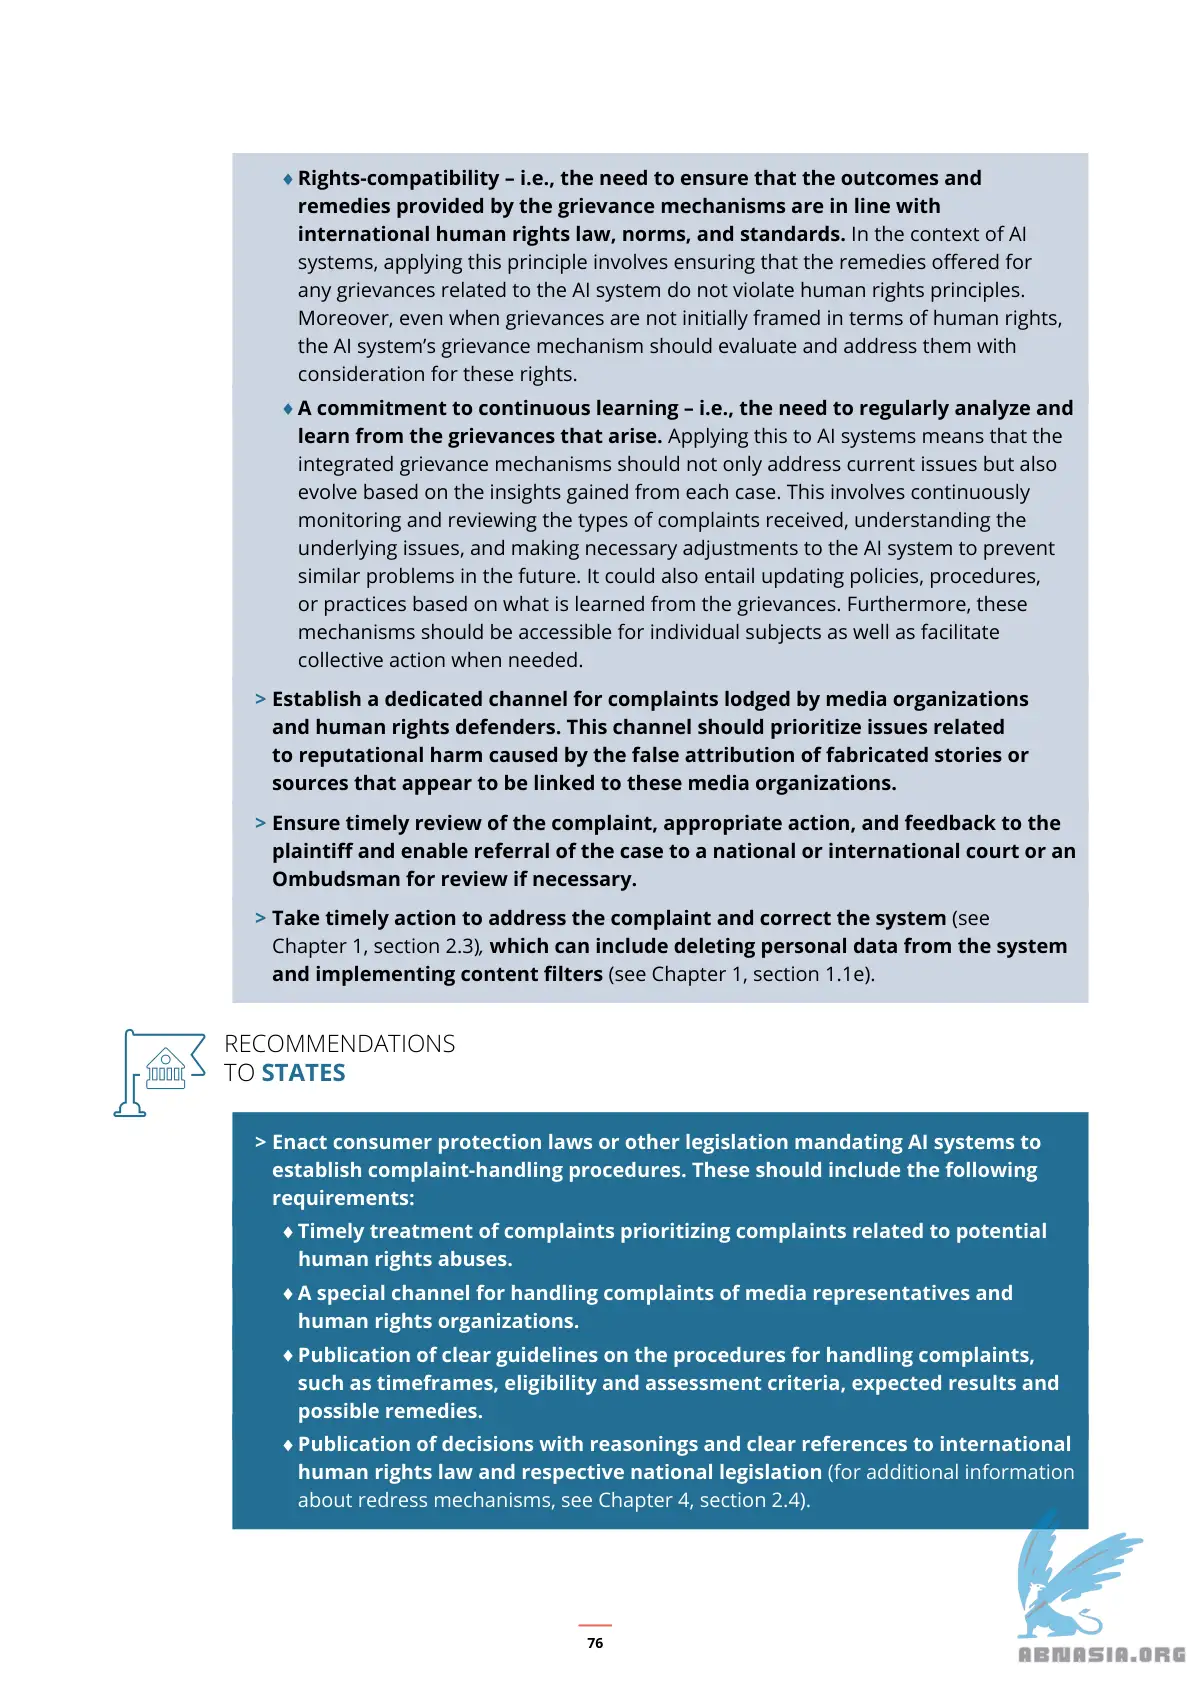 ♦ Rights-compatibility – i.e., the need to ensure that the outcomes and
remedies provided by the grievance mechanisms are in line with
international human rights law, norms, and standards. In the context of AI
systems, applying this principle involves ensuring that the remedies offered for
any grievances related to the AI system do not violate human rights principles.
Moreover, even when grievances are not initially framed in terms of human rights,
the AI system’s grievance mechanism should evaluate and address them with
consideration for these rights.
♦ A commitment to continuous learning – i.e., the need to regularly analyze and
learn from the grievances that arise. Applying this to AI systems means that the
integrated grievance mechanisms should not only address current issues but also
evolve based on the insights gained from each case. This involves continuously
monitoring and reviewing the types of complaints received, understanding the
underlying issues, and making necessary adjustments to the AI system to prevent
similar problems in the future. It could also entail updating policies, procedures,
or practices based on what is learned from the grievances. Furthermore, these
mechanisms should be accessible for individual subjects as well as facilitate
collective action when needed.
> Establish a dedicated channel for complaints lodged by media organizations
and human rights defenders. This channel should prioritize issues related
to reputational harm caused by the false attribution of fabricated stories or
sources that appear to be linked to these media organizations.
> Ensure timely review of the complaint, appropriate action, and feedback to the
plaintiff and enable referral of the case to a national or international court or an
Ombudsman for review if necessary.
> Take timely action to address the complaint and correct the system (see
Chapter 1, section 2.3), which can include deleting personal data from the system
and implementing content filters (see Chapter 1, section 1.1e).
RECOMMENDATIONS
TO STATES
> Enact consumer protection laws or other legislation mandating AI systems to
establish complaint-handling procedures. These should include the following
requirements:
♦ Timely treatment of complaints prioritizing complaints related to potential
human rights abuses.
♦ A special channel for handling complaints of media representatives and
human rights organizations.
♦ Publication of clear guidelines on the procedures for handling complaints,
such as timeframes, eligibility and assessment criteria, expected results and
possible remedies.
♦ Publication of decisions with reasonings and clear references to international
human rights law and respective national legislation (for additional information
about redress mechanisms, see Chapter 4, section 2.4).
76
ABNASIA.ORG